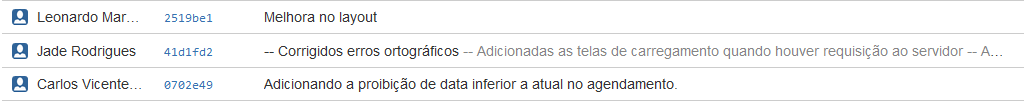 Leonardo Mar... 2519be1 Melhora no layout
Jade Rodrigues 41d1fd2 -- Corrigidos erros ortográficos -- Adicionadas as telas de carregamento quando houver requisição ao servidor -- A...
Carlos Vicente... 0702e49 Adicionando a proibição de data inferior a atual no agendamento.